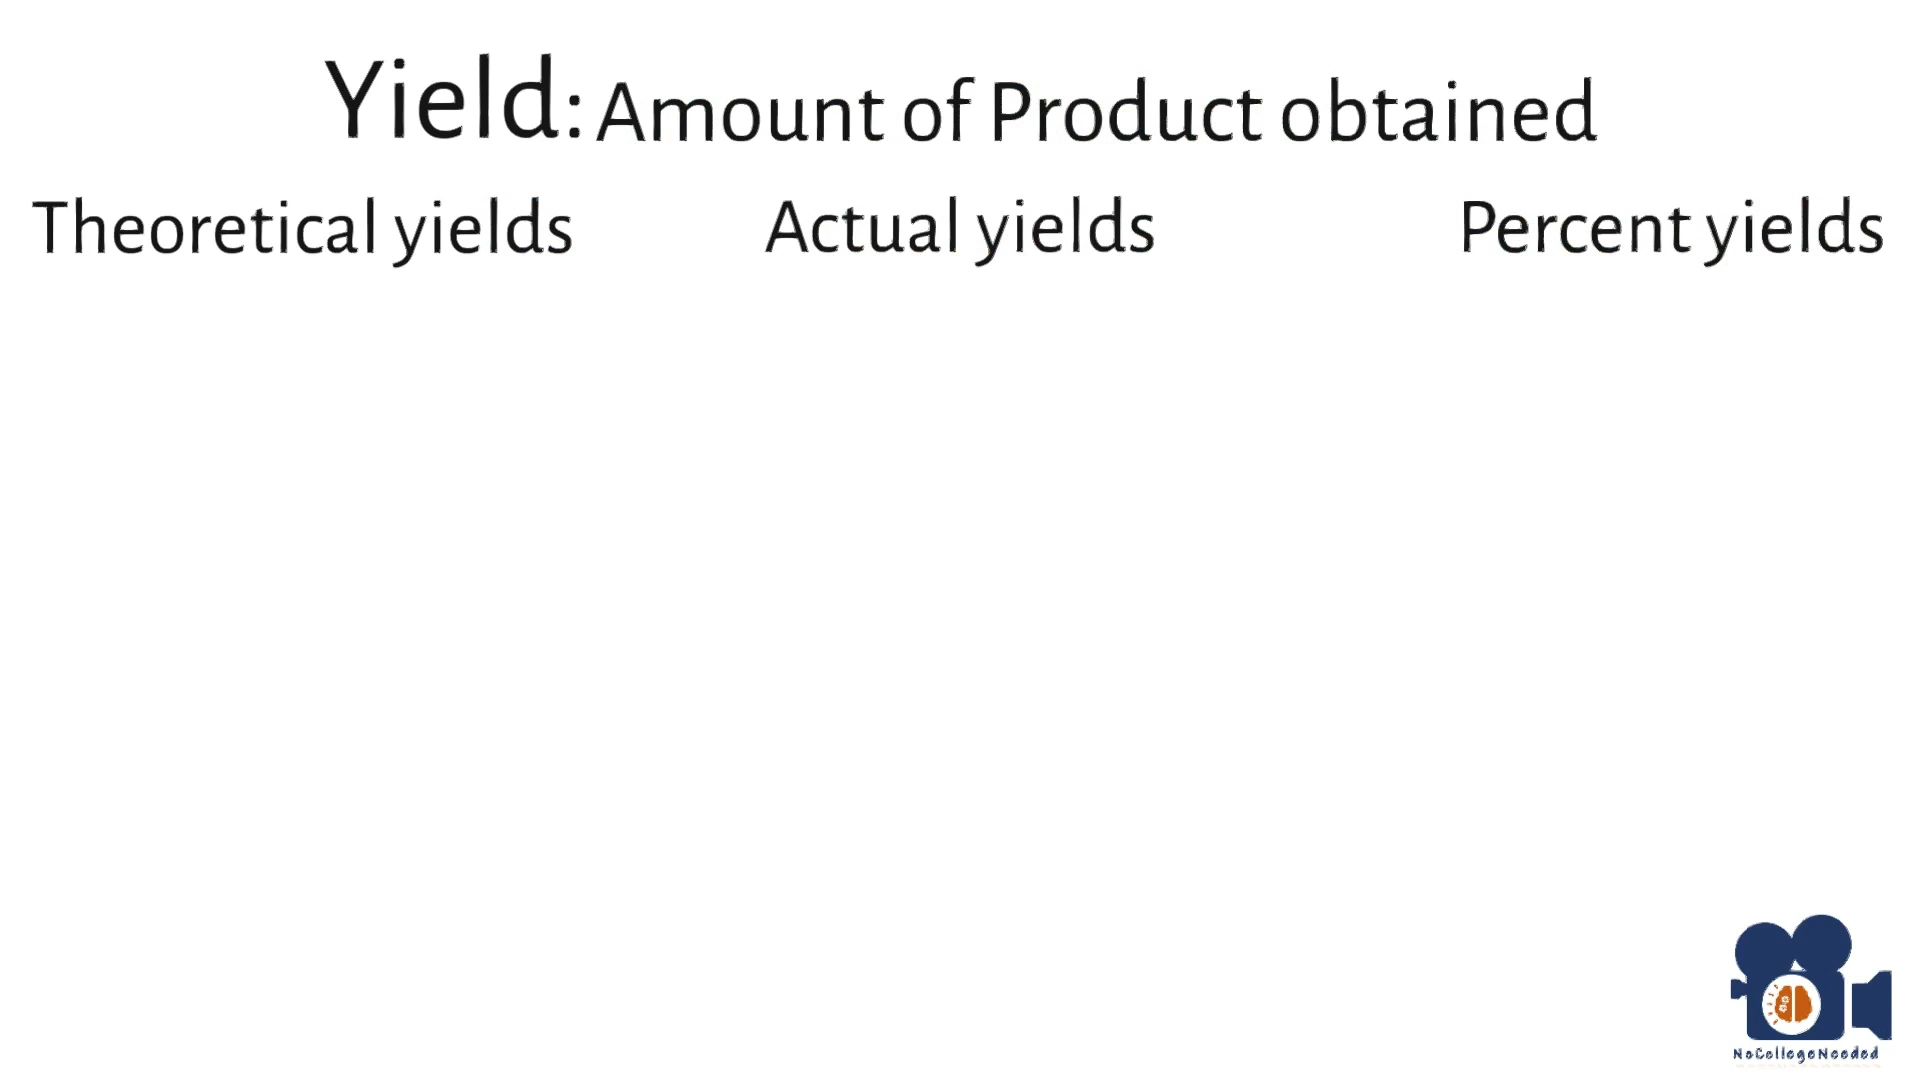 Yield: Amount of Product obtained
Theoretical yields Actual yields Percent yields
NoCollegeNeeded